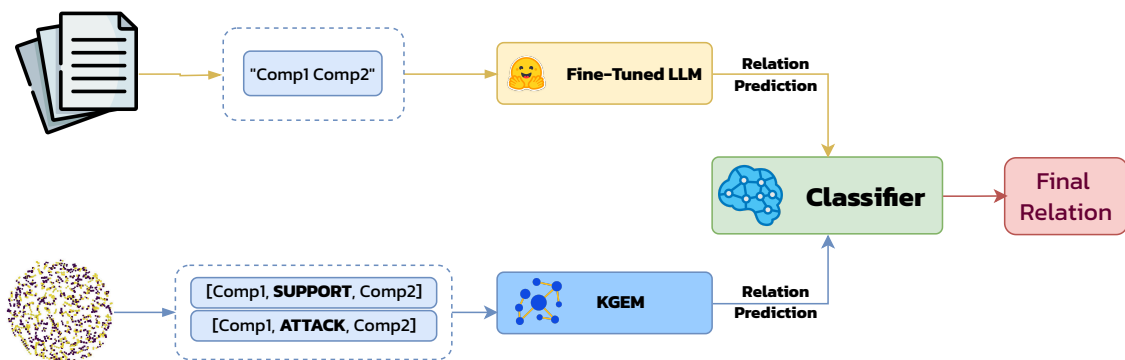 "Comp1 Comp2"
Fine-Tuned LLM
Relation
Prediction
Classifier
Final
Relation
[Comp1, SUPPORT, Comp2]
[Comp1, ATTACK, Comp2]
KGEM
Relation
Prediction